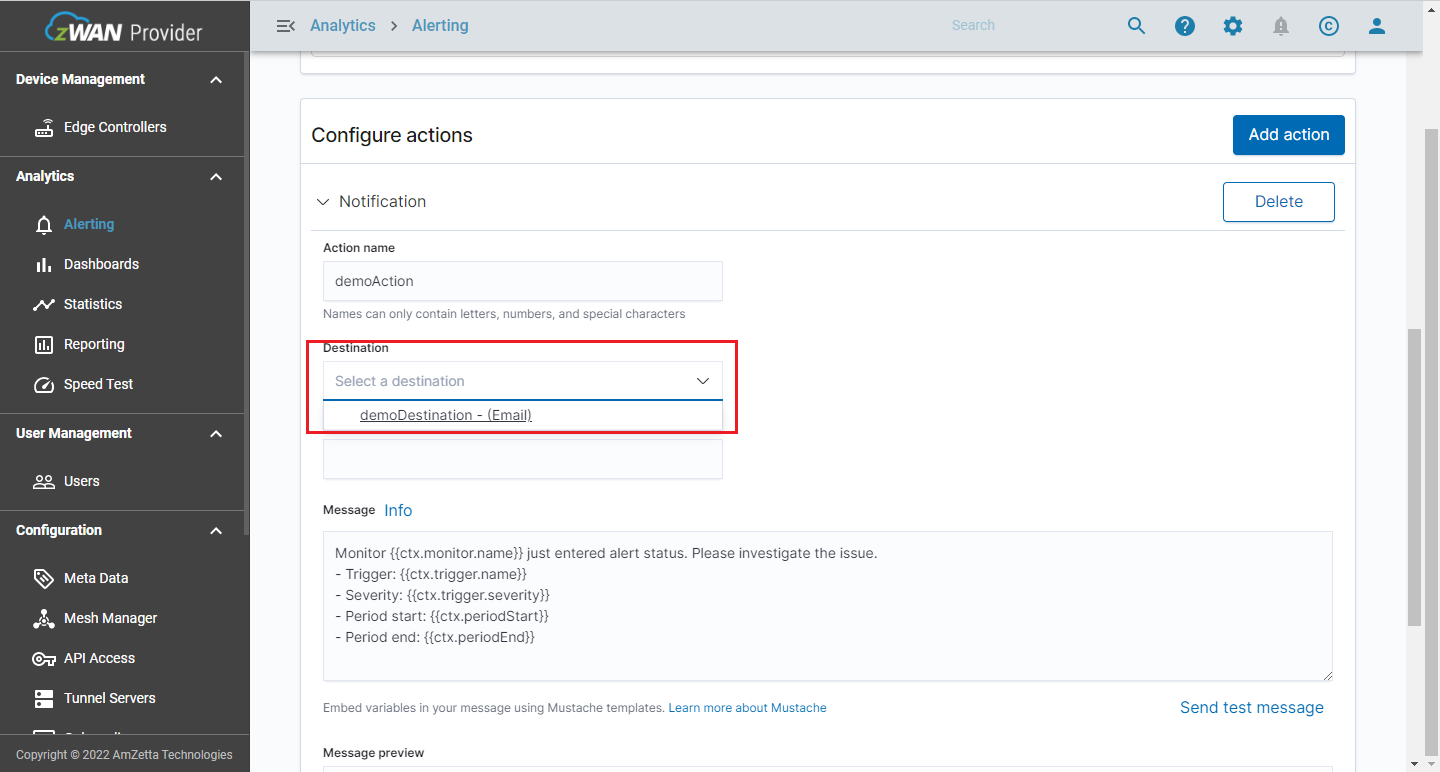 zWAN Provider
Analytics > Alerting
Search
Device Management
Edge Controllers
Analytics
Alerting
Dashboards
Statistics
Reporting
Speed Test
User Management
Users
Configuration
Meta Data
Mesh Manager
API Access
Tunnel Servers
Copyright © 2022 AmZetta Technologies
Configure actions
Add action
Notification
Delete
Action name
demoAction
Names can only contain letters, numbers, and special characters
Destination
Select a destination
demoDestination - (Email)
Message Info
Monitor {{ctx.monitor.name}} just entered alert status. Please investigate the issue.
- Trigger: {{ctx.trigger.name}}
- Severity: {{ctx.trigger.severity}}
- Period start: {{ctx.periodStart}}
- Period end: {{ctx.periodEnd}}
Embed variables in your message using Mustache templates. Learn more about Mustache
Send test message
Message preview